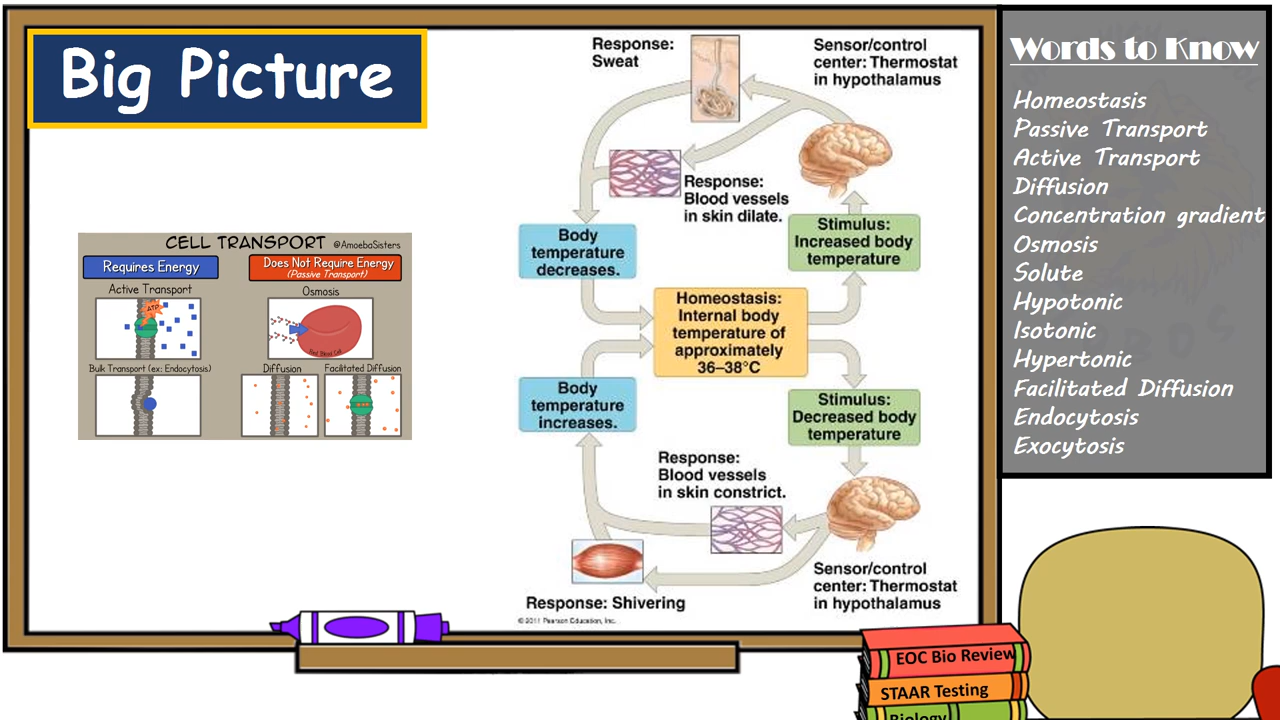 Big Picture
CELL TRANSPORT @AmoebaSisters
Requires Energy
Does Not Require Energy
(Passive Transport)
Active Transport
Osmosis
ATP
Red Blood Cell
Bulk Transport (ex: Endocytosis)
Diffusion
Facilitated Diffusion
Response:
Sweat
Sensor/control
center: Thermostat
in hypothalamus
Response:
Blood vessels
in skin dilate.
Body
temperature
decreases.
Stimulus:
Increased body
temperature
Homeostasis:
Internal body
temperature of
approximately
36–38°C
Body
temperature
increases.
Stimulus:
Decreased body
temperature
Response:
Blood vessels
in skin constrict.
Response: Shivering
Sensor/control
center: Thermostat
in hypothalamus
© 2011 Pearson Education, Inc.
Words to Know
Homeostasis
Passive Transport
Active Transport
Diffusion
Concentration gradient
Osmosis
Solute
Hypotonic
Isotonic
Hypertonic
Facilitated Diffusion
Endocytosis
Exocytosis
EOC Bio Review
STAAR Testing
Biology